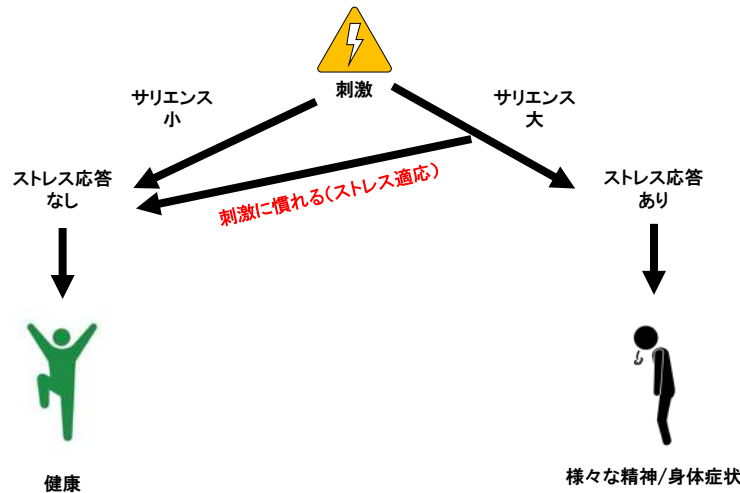 刺激
サリエンス
小
サリエンス
大
刺激に慣れる(ストレス適応)
ストレス応答
なし
ストレス応答
あり
健康
様々な精神/身体症状